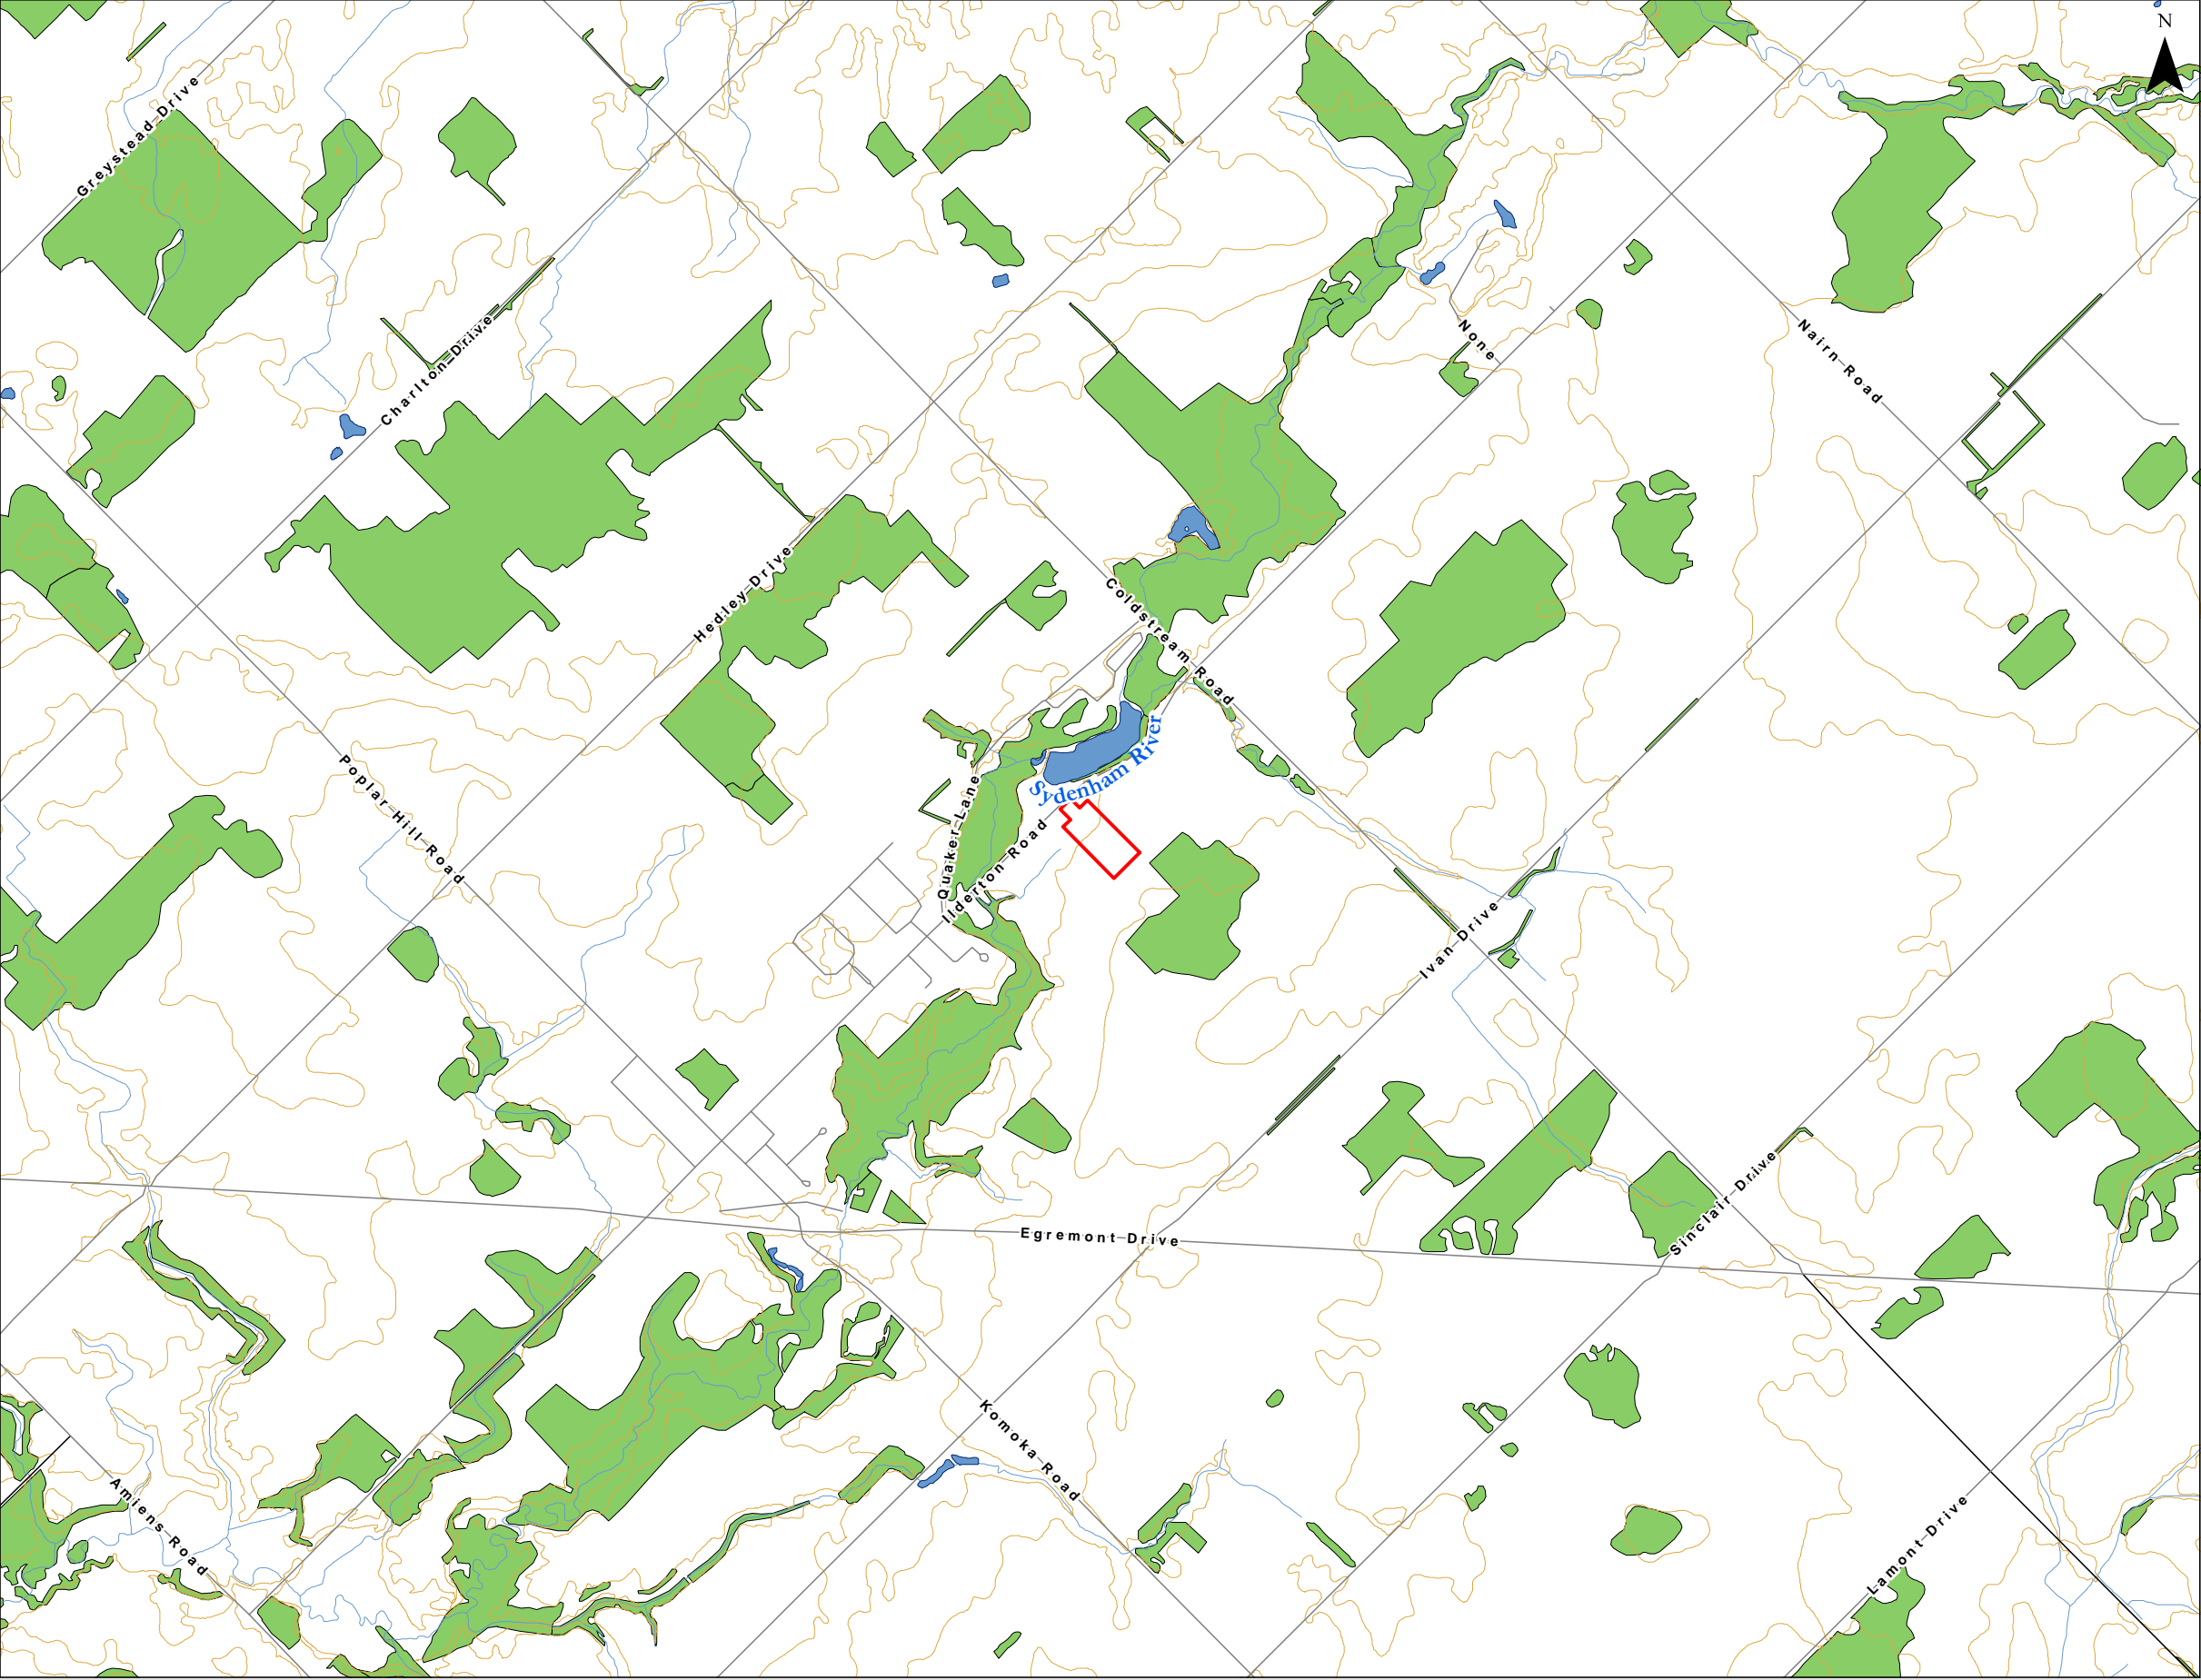 N
Greystead Drive
Charlton Drive
None
Nairn Road
Hedley Drive
Coldstream Road
Sydenham River
Poplar Hill Road
Quaker Lane
Ilderton Road
Ivan Drive
Sinclair Drive
Egremont Drive
Komoka Road
Amiens Road
Lamont Drive